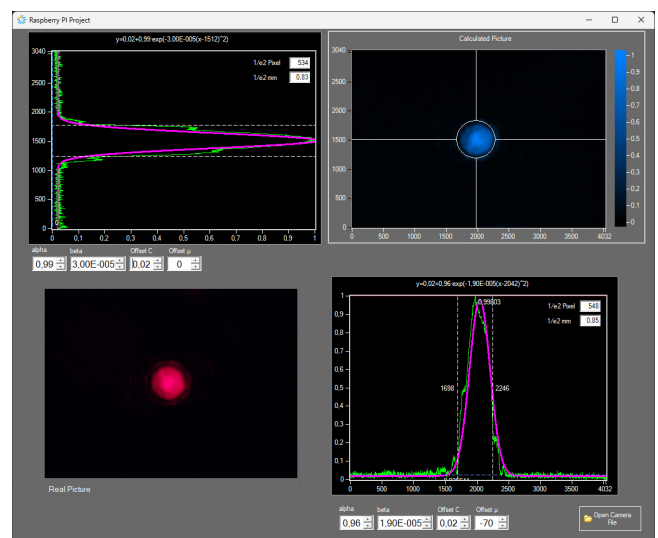 Raspberry PI Project
y=0,02+0,99·exp(-3,00E-005(x-1512)^2)
1/e2 Pixel 534
1/e2 mm 0,83
3040
2500
2000
1500
1000
500
0
0 0,1 0,2 0,3 0,4 0,5 0,6 0,7 0,8 0,9 1
alpha beta Offset C Offset µ
0,99 3,00E-005 0,02 0
Calculated Picture
3040
2500
2000
1500
1000
500
0
0 500 1000 1500 2000 2500 3000 3500 4032
1
0,9
0,8
0,7
0,6
0,5
0,4
0,3
0,2
0,1
0
Real Picture
y=0,02+0,96·exp(-1,90E-005(x-2042)^2)
0,99803
1/e2 Pixel 548
1/e2 mm 0,85
1698 2246
1
0,9
0,8
0,7
0,6
0,5
0,4
0,3
0,2
0,1
0
0 500 1000 1500 2000 2500 3000 3500 4032
alpha beta Offset C Offset µ
0,96 1,90E-005 0,02 -70
Open Camera
File